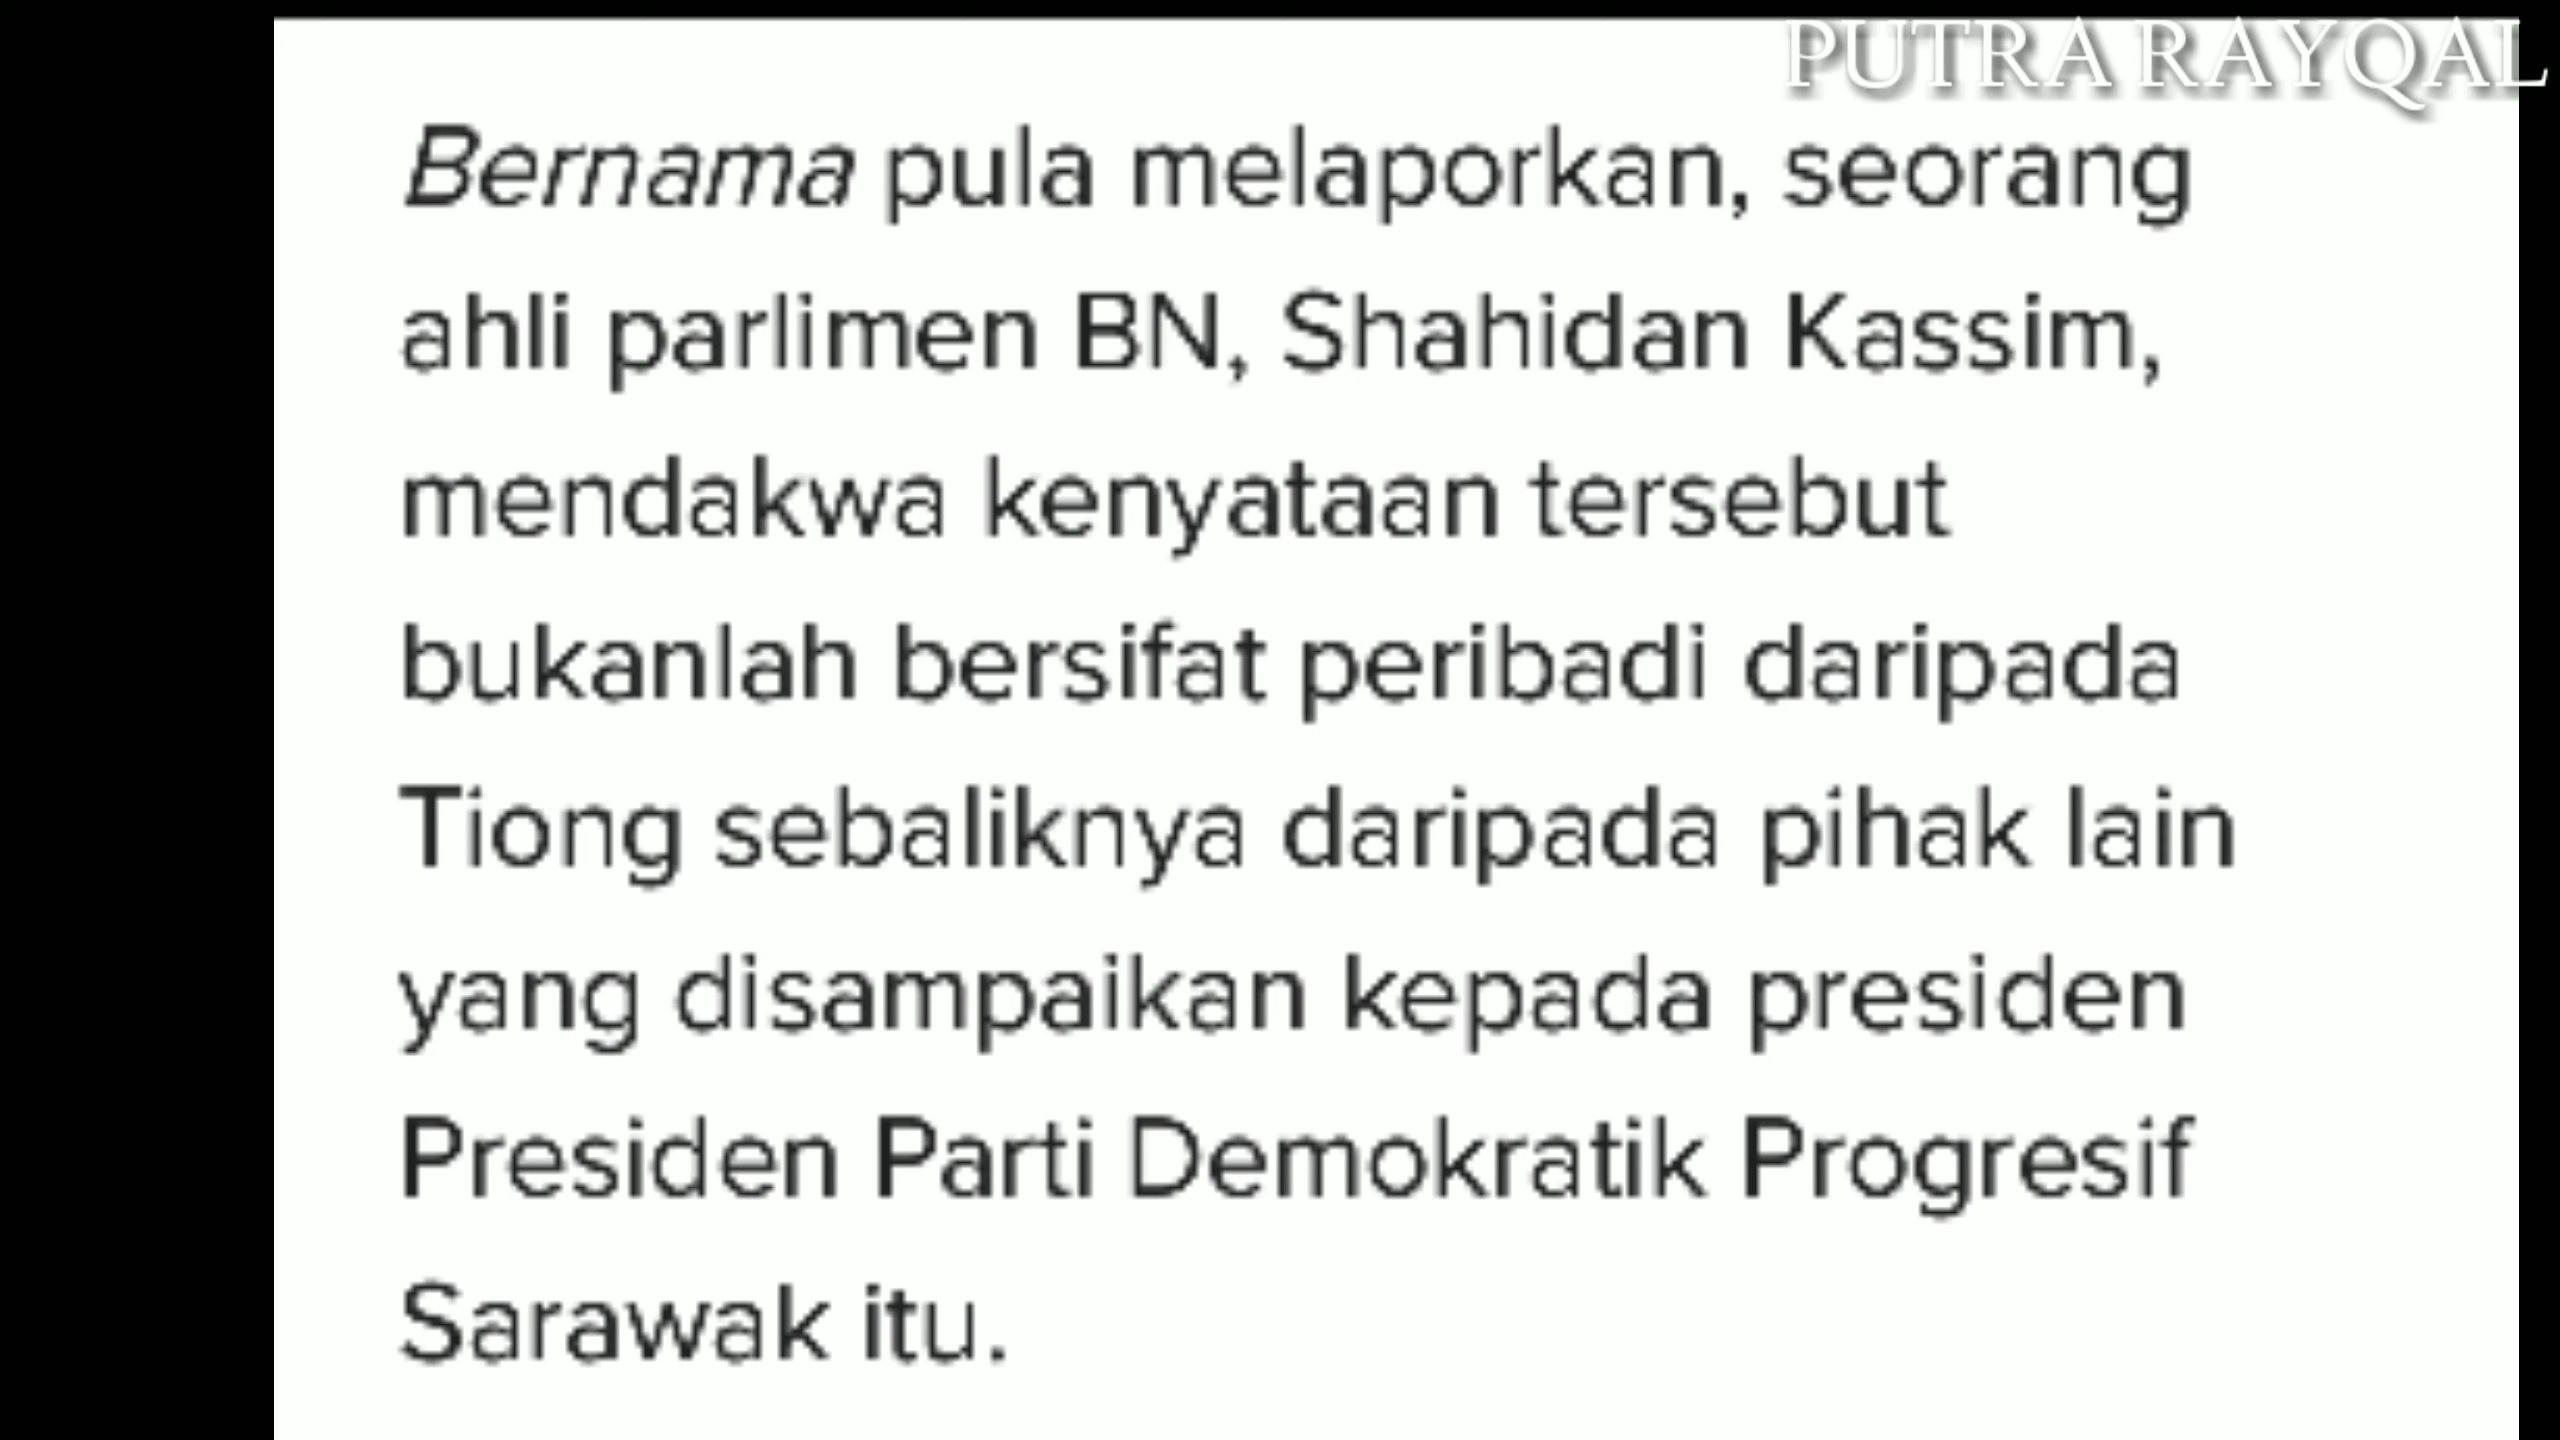 PUTRA RAYQAL
Bernama pula melaporkan, seorang
ahli parlimen BN, Shahidan Kassim,
mendakwa kenyataan tersebut
bukanlah bersifat peribadi daripada
Tiong sebaliknya daripada pihak lain
yang disampaikan kepada presiden
Presiden Parti Demokratik Progresif
Sarawak itu.